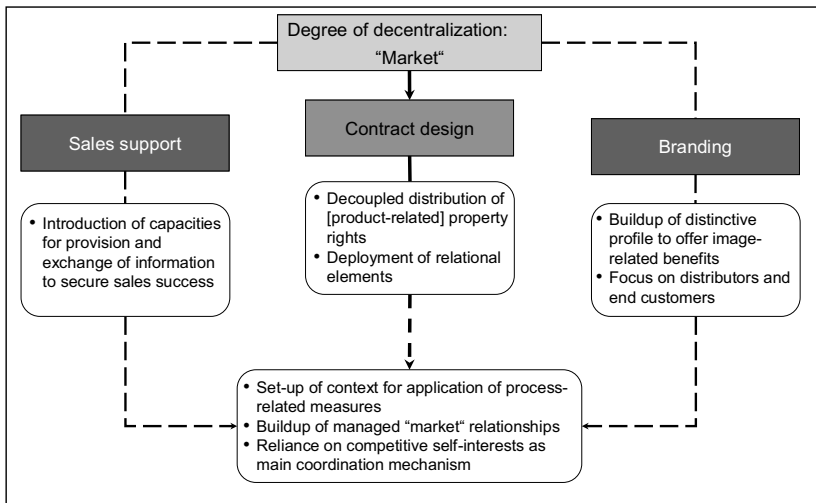 Degree of decentralization:
“Market“
Sales support
Contract design
Branding
• Introduction of capacities
for provision and
exchange of information
to secure sales success
• Decoupled distribution of
[product-related] property
rights
• Deployment of relational
elements
• Buildup of distinctive
profile to offer image-
related benefits
• Focus on distributors and
end customers
• Set-up of context for application of process-
related measures
• Buildup of managed “market“ relationships
• Reliance on competitive self-interests as
main coordination mechanism